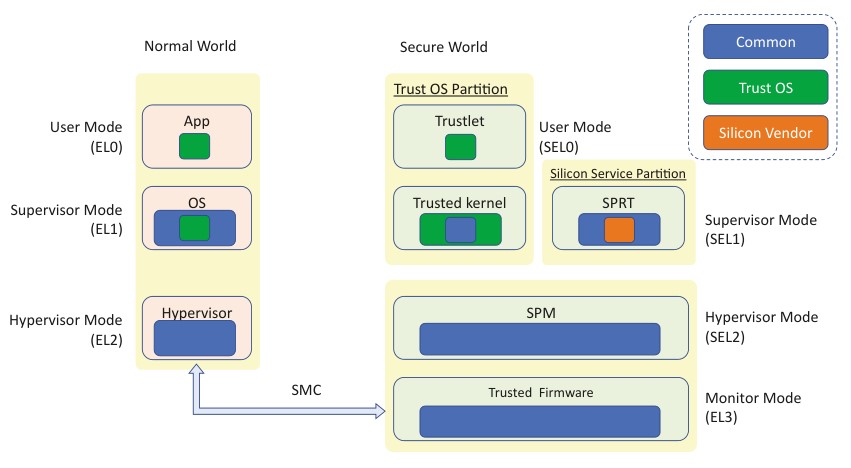 Normal World
Secure World
Common
Trust OS
Silicon Vendor
Trust OS Partition
User Mode
(EL0)
App
Trustlet
User Mode
(SEL0)
Silicon Service Partition
Supervisor Mode
(EL1)
OS
Trusted kernel
SPRT
Supervisor Mode
(SEL1)
Hypervisor Mode
(EL2)
Hypervisor
SPM
Hypervisor Mode
(SEL2)
SMC
Trusted Firmware
Monitor Mode
(EL3)